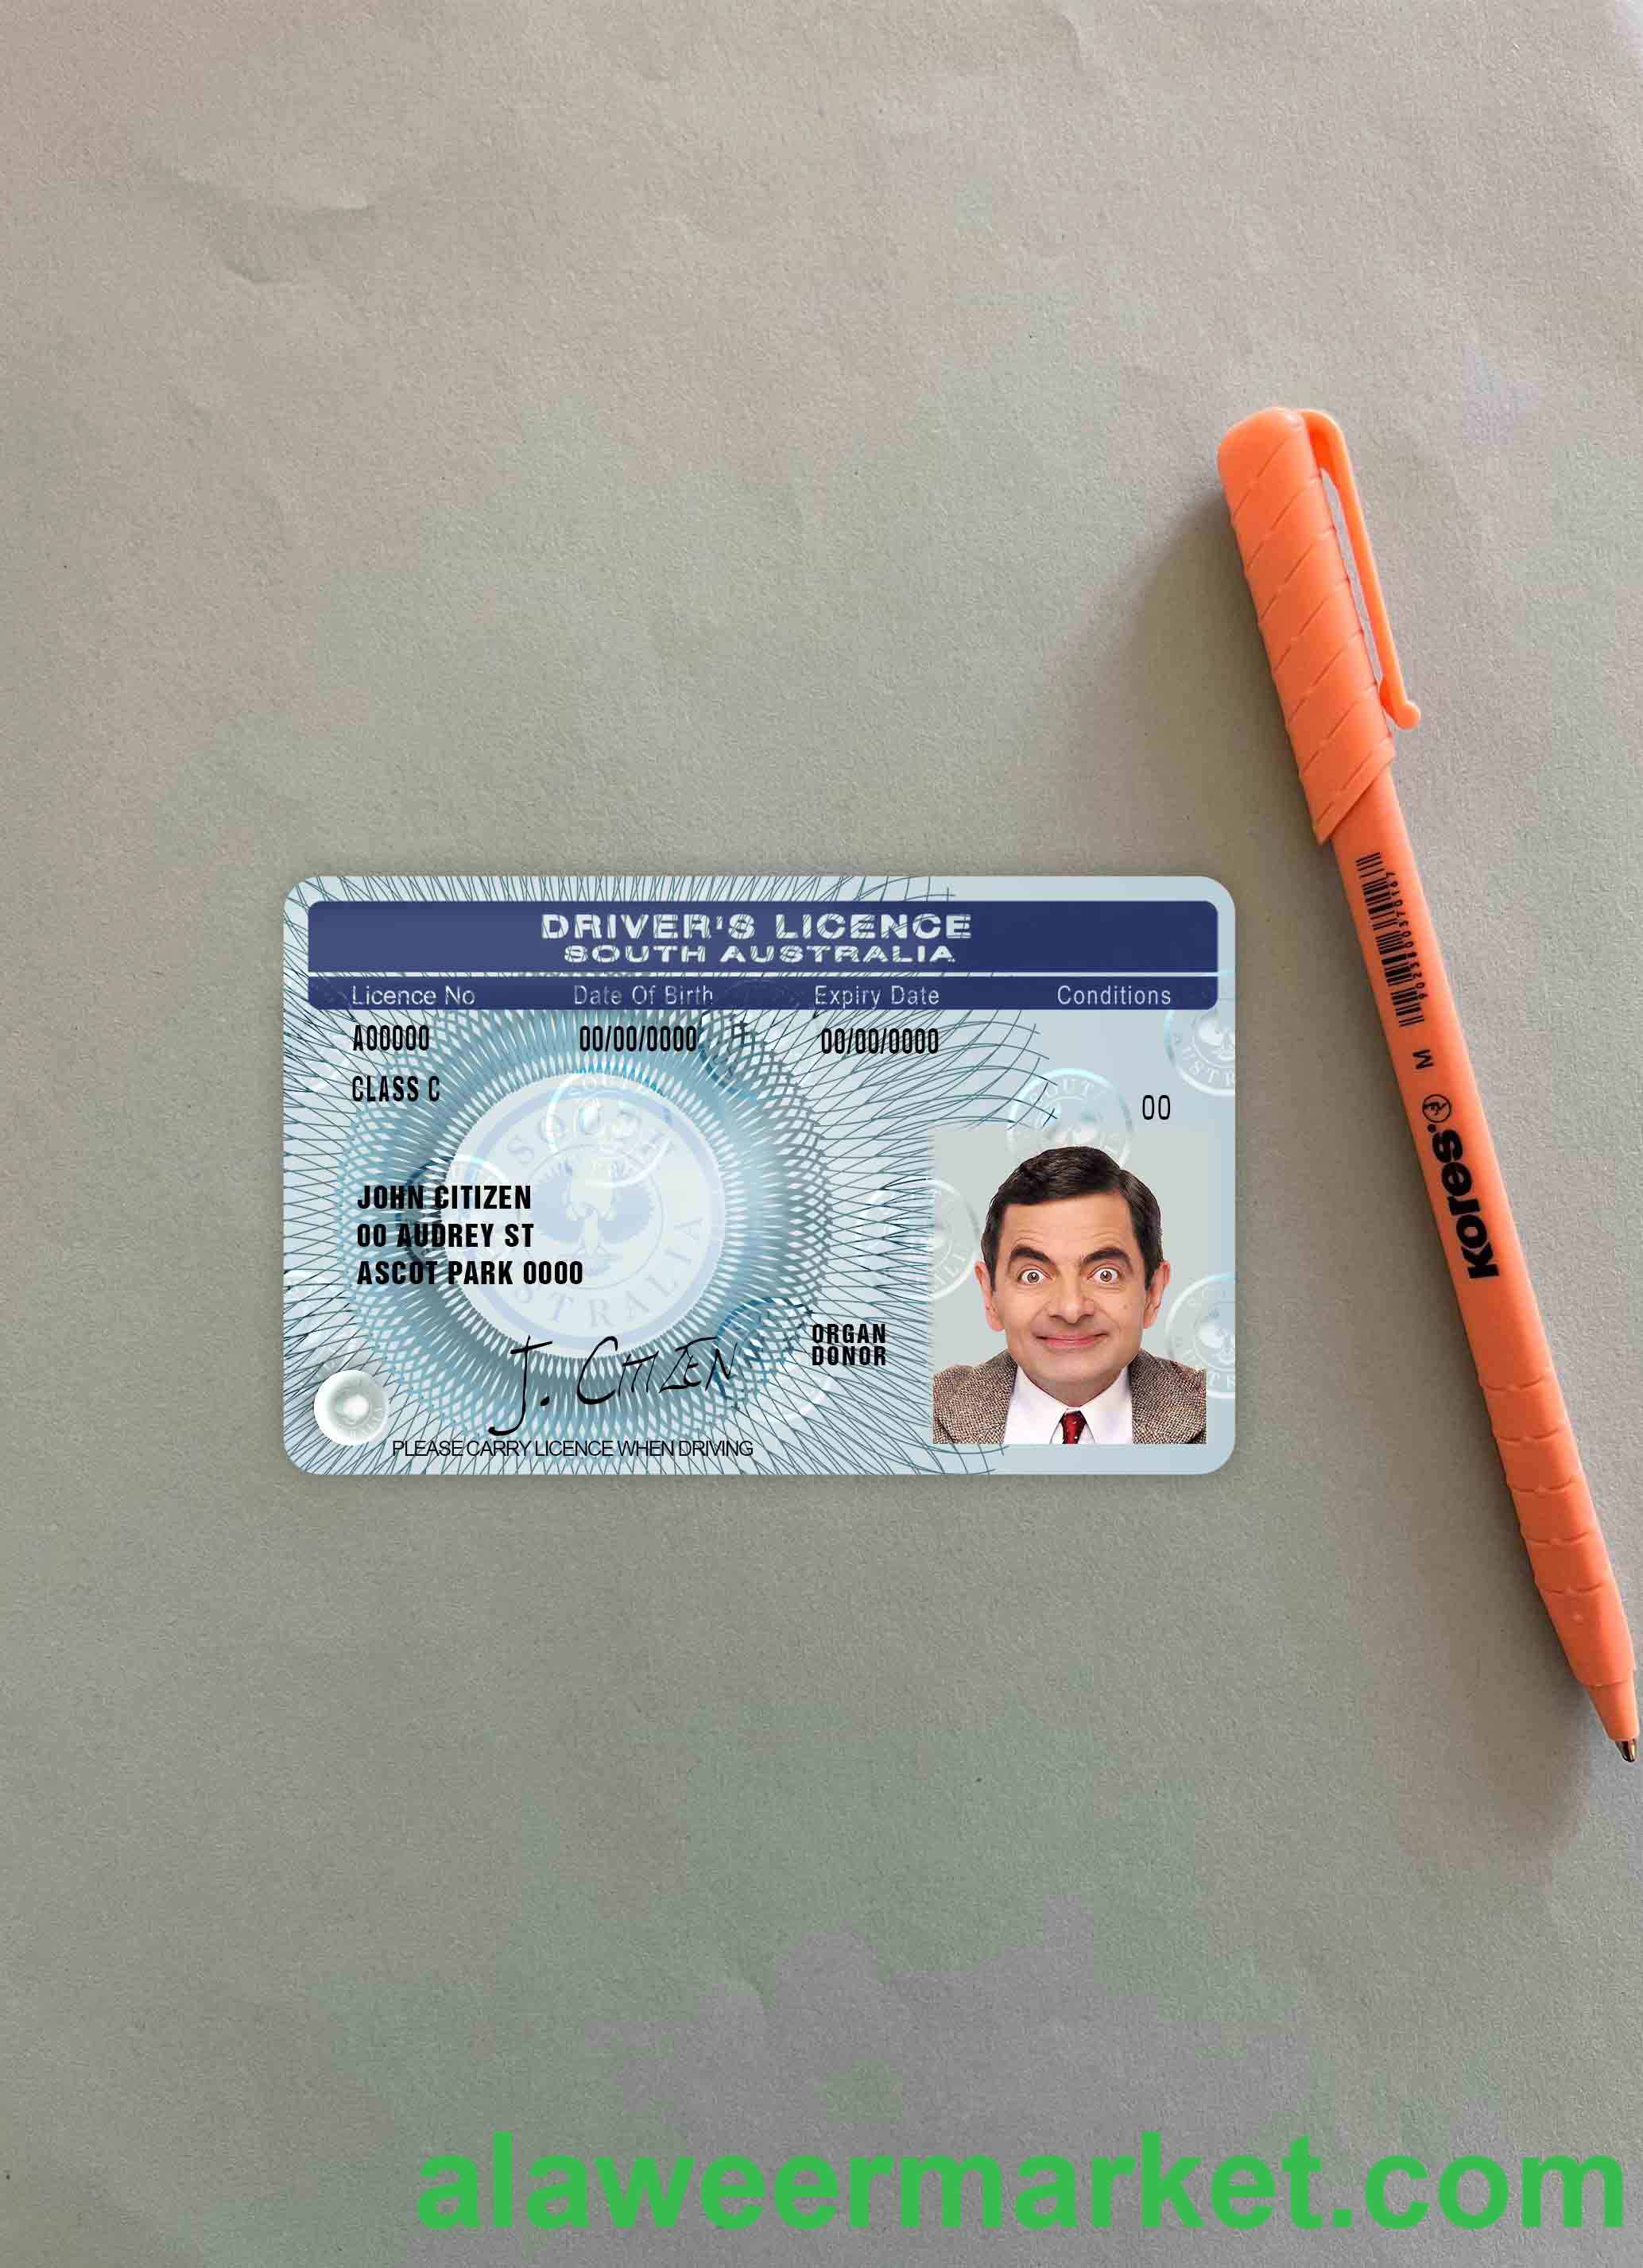 DRIVER'S LICENCE
SOUTH AUSTRALIA
Licence No Date Of Birth Expiry Date Conditions
A00000 00/00/0000 00/00/0000
CLASS C
00
JOHN CITIZEN
00 AUDREY ST
ASCOT PARK 0000
ORGAN
DONOR
J. CITIZEN
PLEASE CARRY LICENCE WHEN DRIVING
SOUTH AUSTRALIA
Kores® M
alaweermarket.com